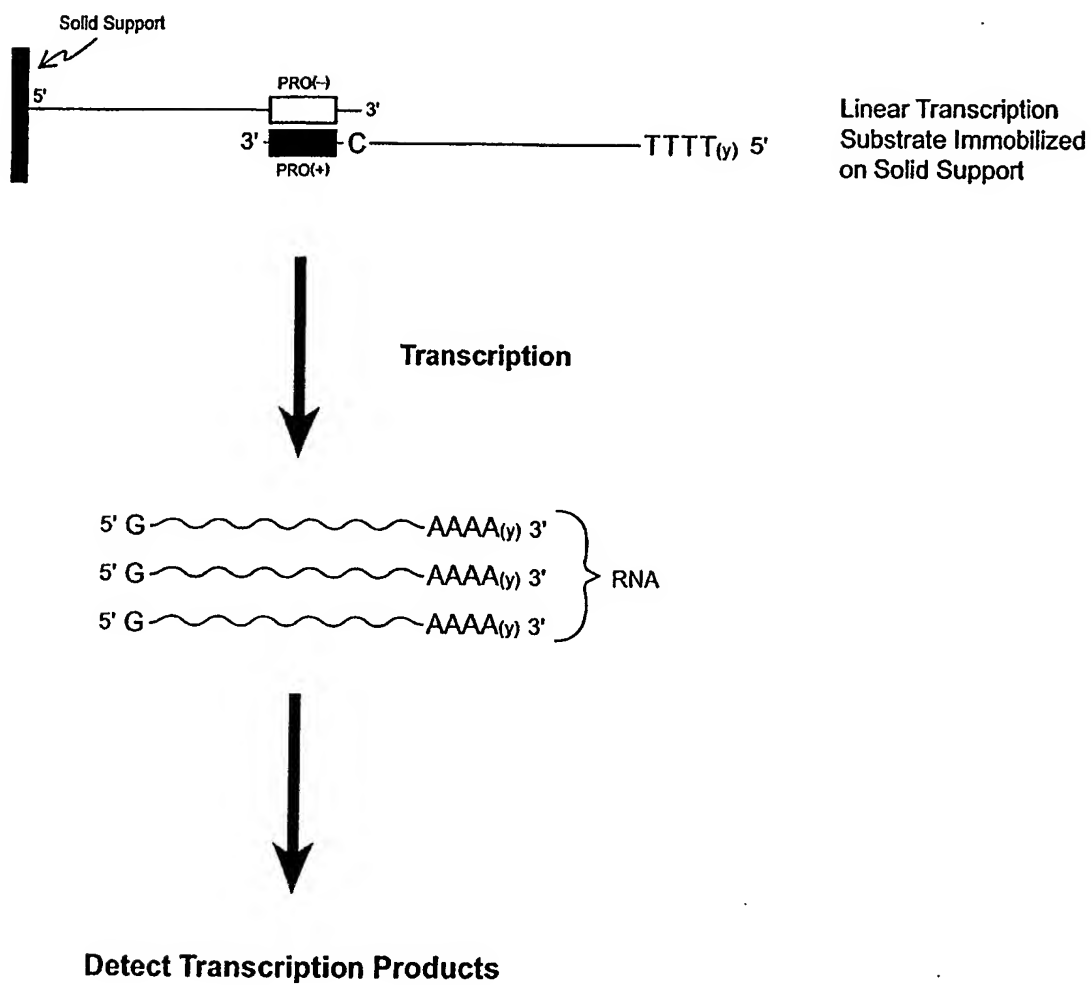 Solid Support
5'
PRO(-)
3'
3'
C
TTTT(y) 5'
PRO(+)
Linear Transcription
Substrate Immobilized
on Solid Support
Transcription
5' G AAAA(y) 3'
5' G AAAA(y) 3'
RNA
5' G AAAA(y) 3'
Detect Transcription Products